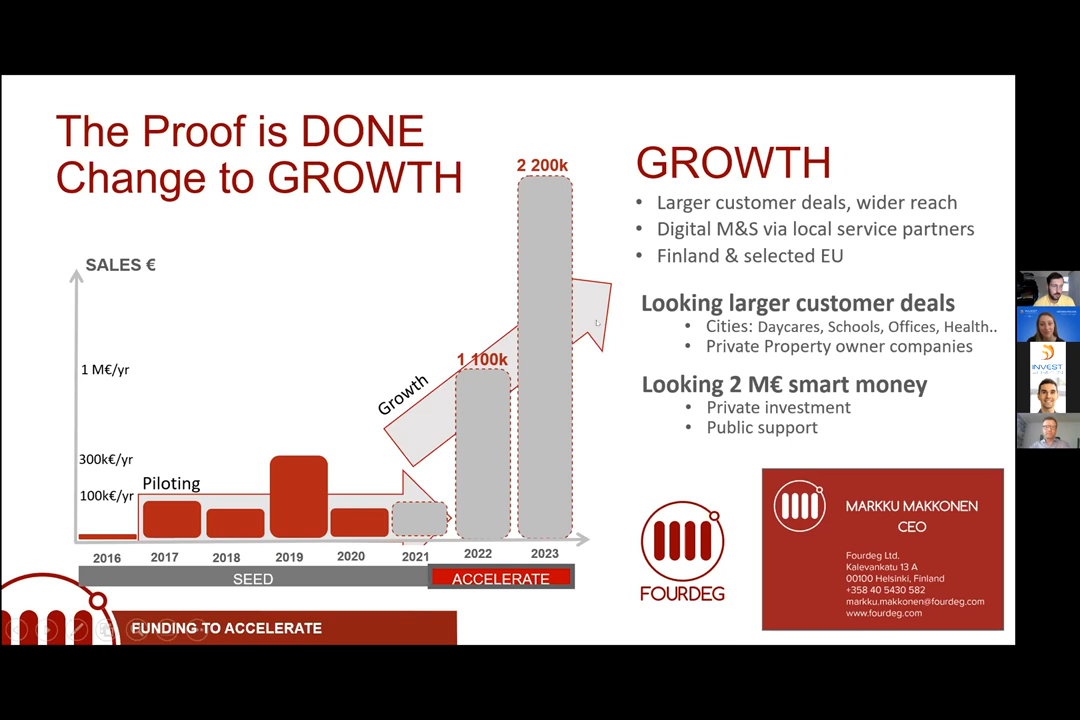 The Proof is DONE
Change to GROWTH
SALES €
1 M€/yr
300k€/yr
100k€/yr
Piloting
Growth
1 100k
2 200k
2016 2017 2018 2019 2020 2021 2022 2023
SEED
ACCELERATE
FUNDING TO ACCELERATE
GROWTH
• Larger customer deals, wider reach
• Digital M&S via local service partners
• Finland & selected EU
Looking larger customer deals
• Cities: Daycares, Schools, Offices, Health..
• Private Property owner companies
Looking 2 M€ smart money
• Private investment
• Public support
FOURDEG
MARKKU MAKKONEN
CEO
Fourdeg Ltd.
Kalevankatu 13 A
00100 Helsinki, Finland
+358 40 5430 582
markku.makkonen@fourdeg.com
www.fourdeg.com
INVEST